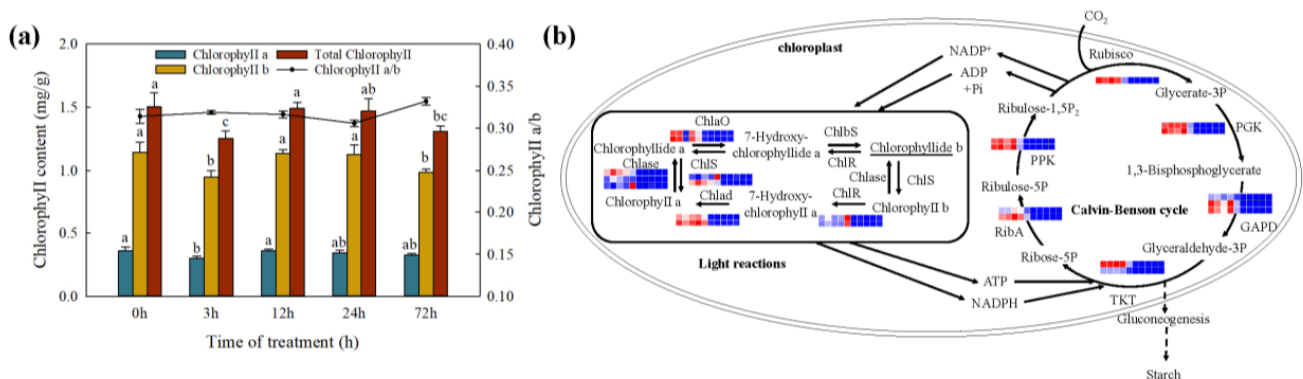 (a)
ChlorophyII a
Total ChlorophyII
ChlorophyII b
ChlorophyII a/b
ChlorophyII content (mg/g)
2.0
1.5
1.0
0.5
0.0
0.40
0.35
0.30
0.25
0.20
0.15
0.10
ChlorophyII a/b
a
a
a
b
b
c
a
a
a
ab
a
ab
ab
b
bc
0h
3h
12h
24h
72h
Time of treatment (h)
(b)
chloroplast
CO2
NADP+
ADP
+Pi
Rubisco
Glycerate-3P
PGK
1,3-Bisphosphoglycerate
GAPD
Glyceraldehyde-3P
Calvin-Benson cycle
Ribulose-1,5P2
PPK
Ribulose-5P
RibA
Ribose-5P
TKT
Gluconeogenesis
Starch
ATP
NADPH
ChlaO
Chlorophyllide a
7-Hydroxy-
chlorophyllide a
ChlbS
ChlR
Chlorophyllide b
Chlase
ChlS
Chlase
ChlS
ChlorophyII a
Chlad
7-Hydroxy-
chlorophyII a
ChlR
ChlorophyII b
Light reactions